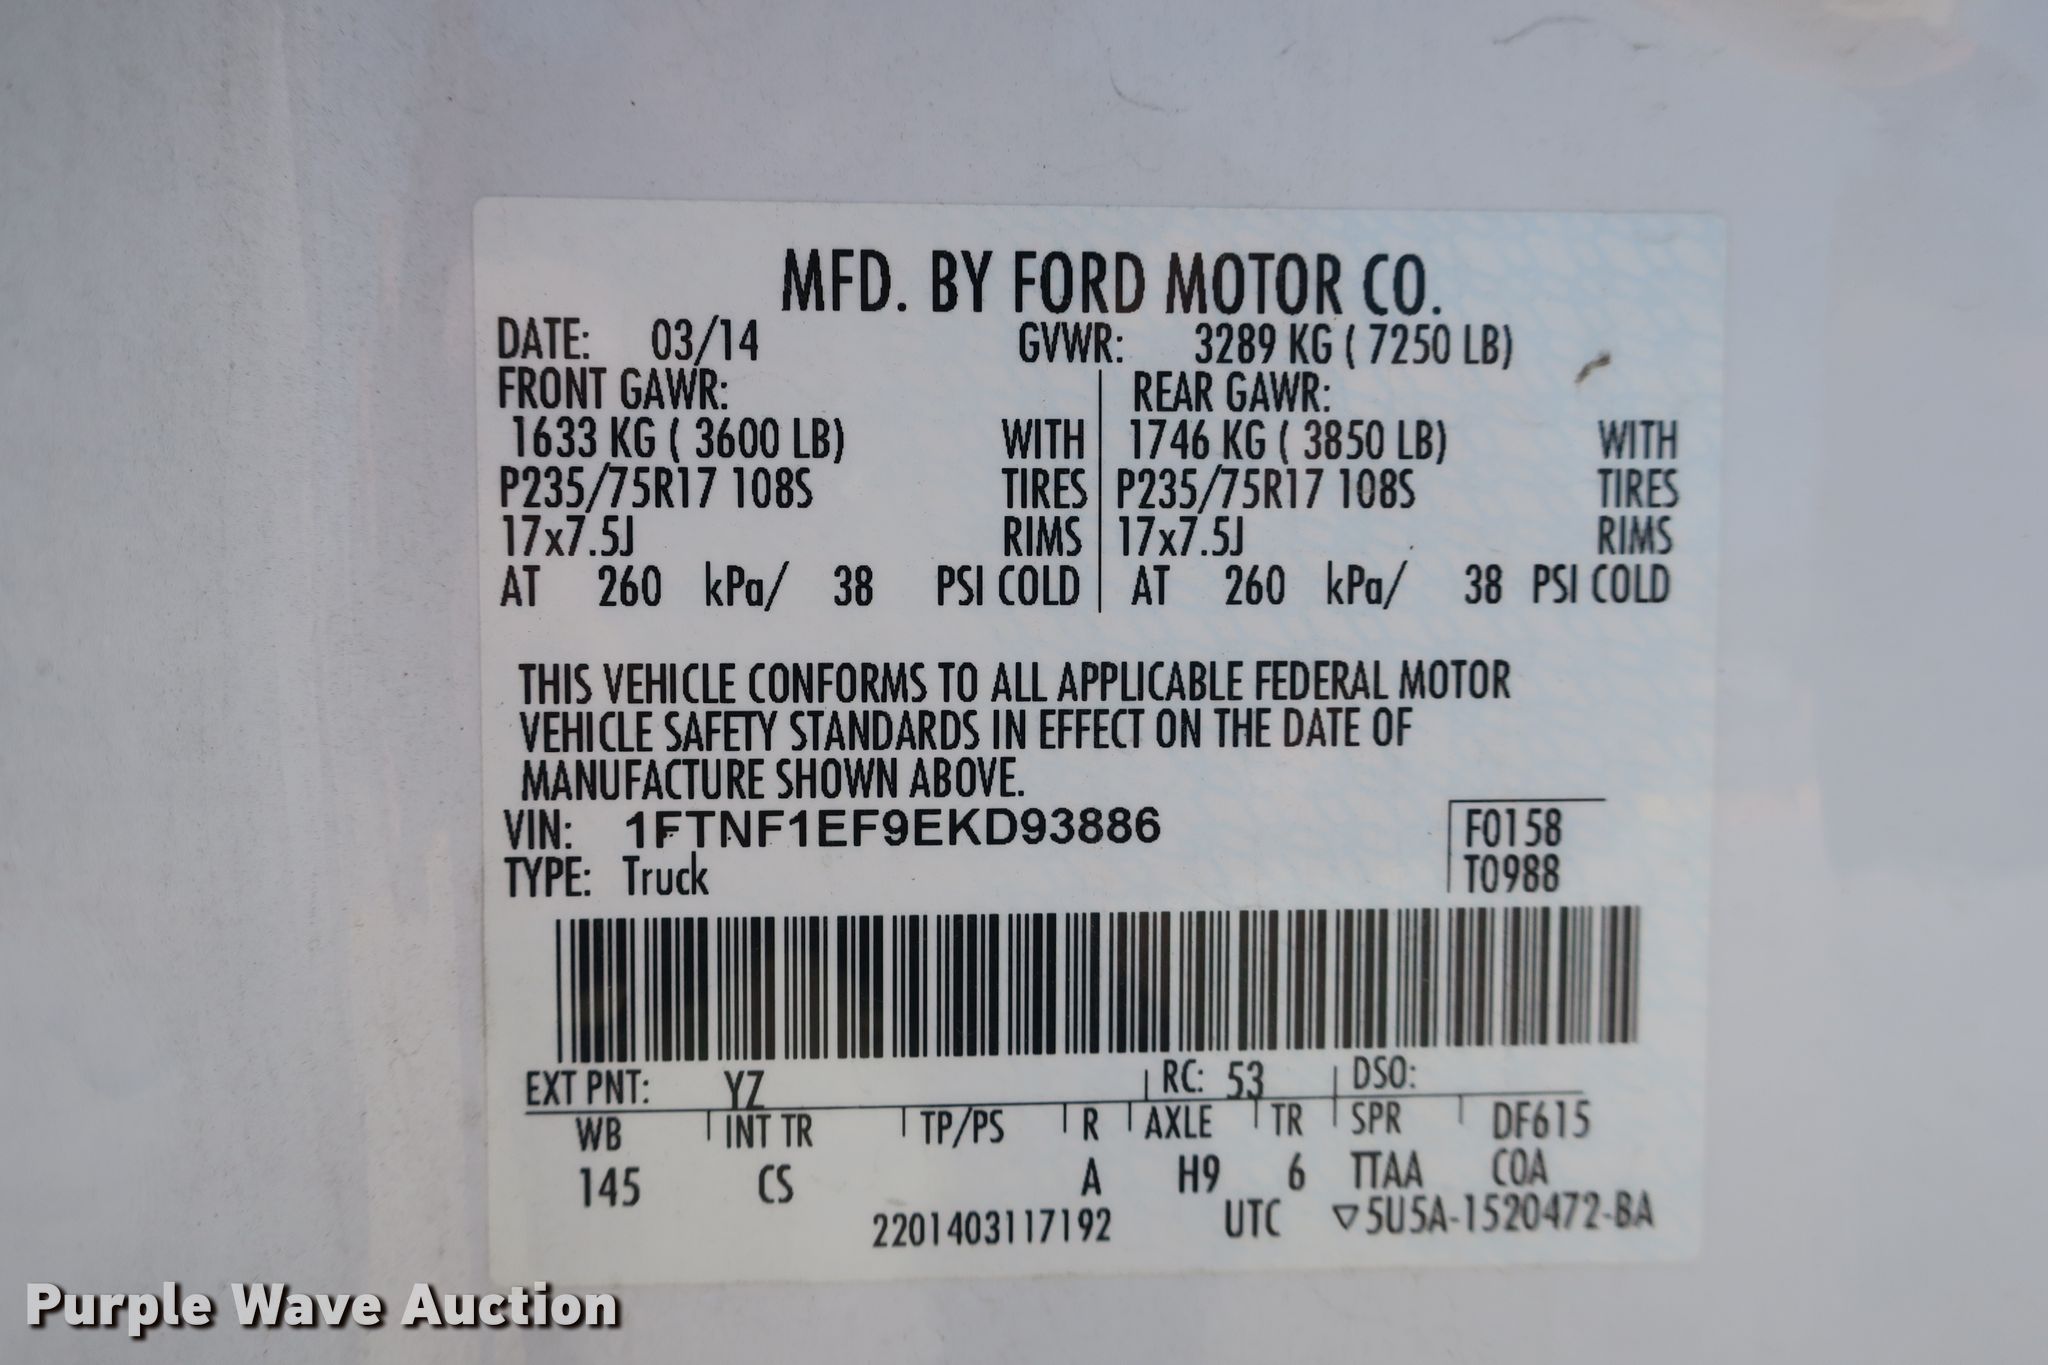 MFD. BY FORD MOTOR CO.
DATE: 03/14 GVWR: 3289 KG ( 7250 LB)
FRONT GAWR: REAR GAWR:
1633 KG ( 3600 LB) WITH 1746 KG ( 3850 LB) WITH
P235/75R17 108S TIRES P235/75R17 108S TIRES
17x7.5J RIMS 17x7.5J RIMS
AT 260 kPa/ 38 PSI COLD AT 260 kPa/ 38 PSI COLD
THIS VEHICLE CONFORMS TO ALL APPLICABLE FEDERAL MOTOR
VEHICLE SAFETY STANDARDS IN EFFECT ON THE DATE OF
MANUFACTURE SHOWN ABOVE.
VIN: 1FTNF1EF9EKD93886 F0158
TYPE: Truck T0988
EXT PNT: YZ RC: 53 DSO:
WB INT TR TP/PS R AXLE TR SPR DF615
145 CS A H9 6 TTAA COA
2201403117192 UTC ▽5U5A-1520472-BA
Purple Wave Auction